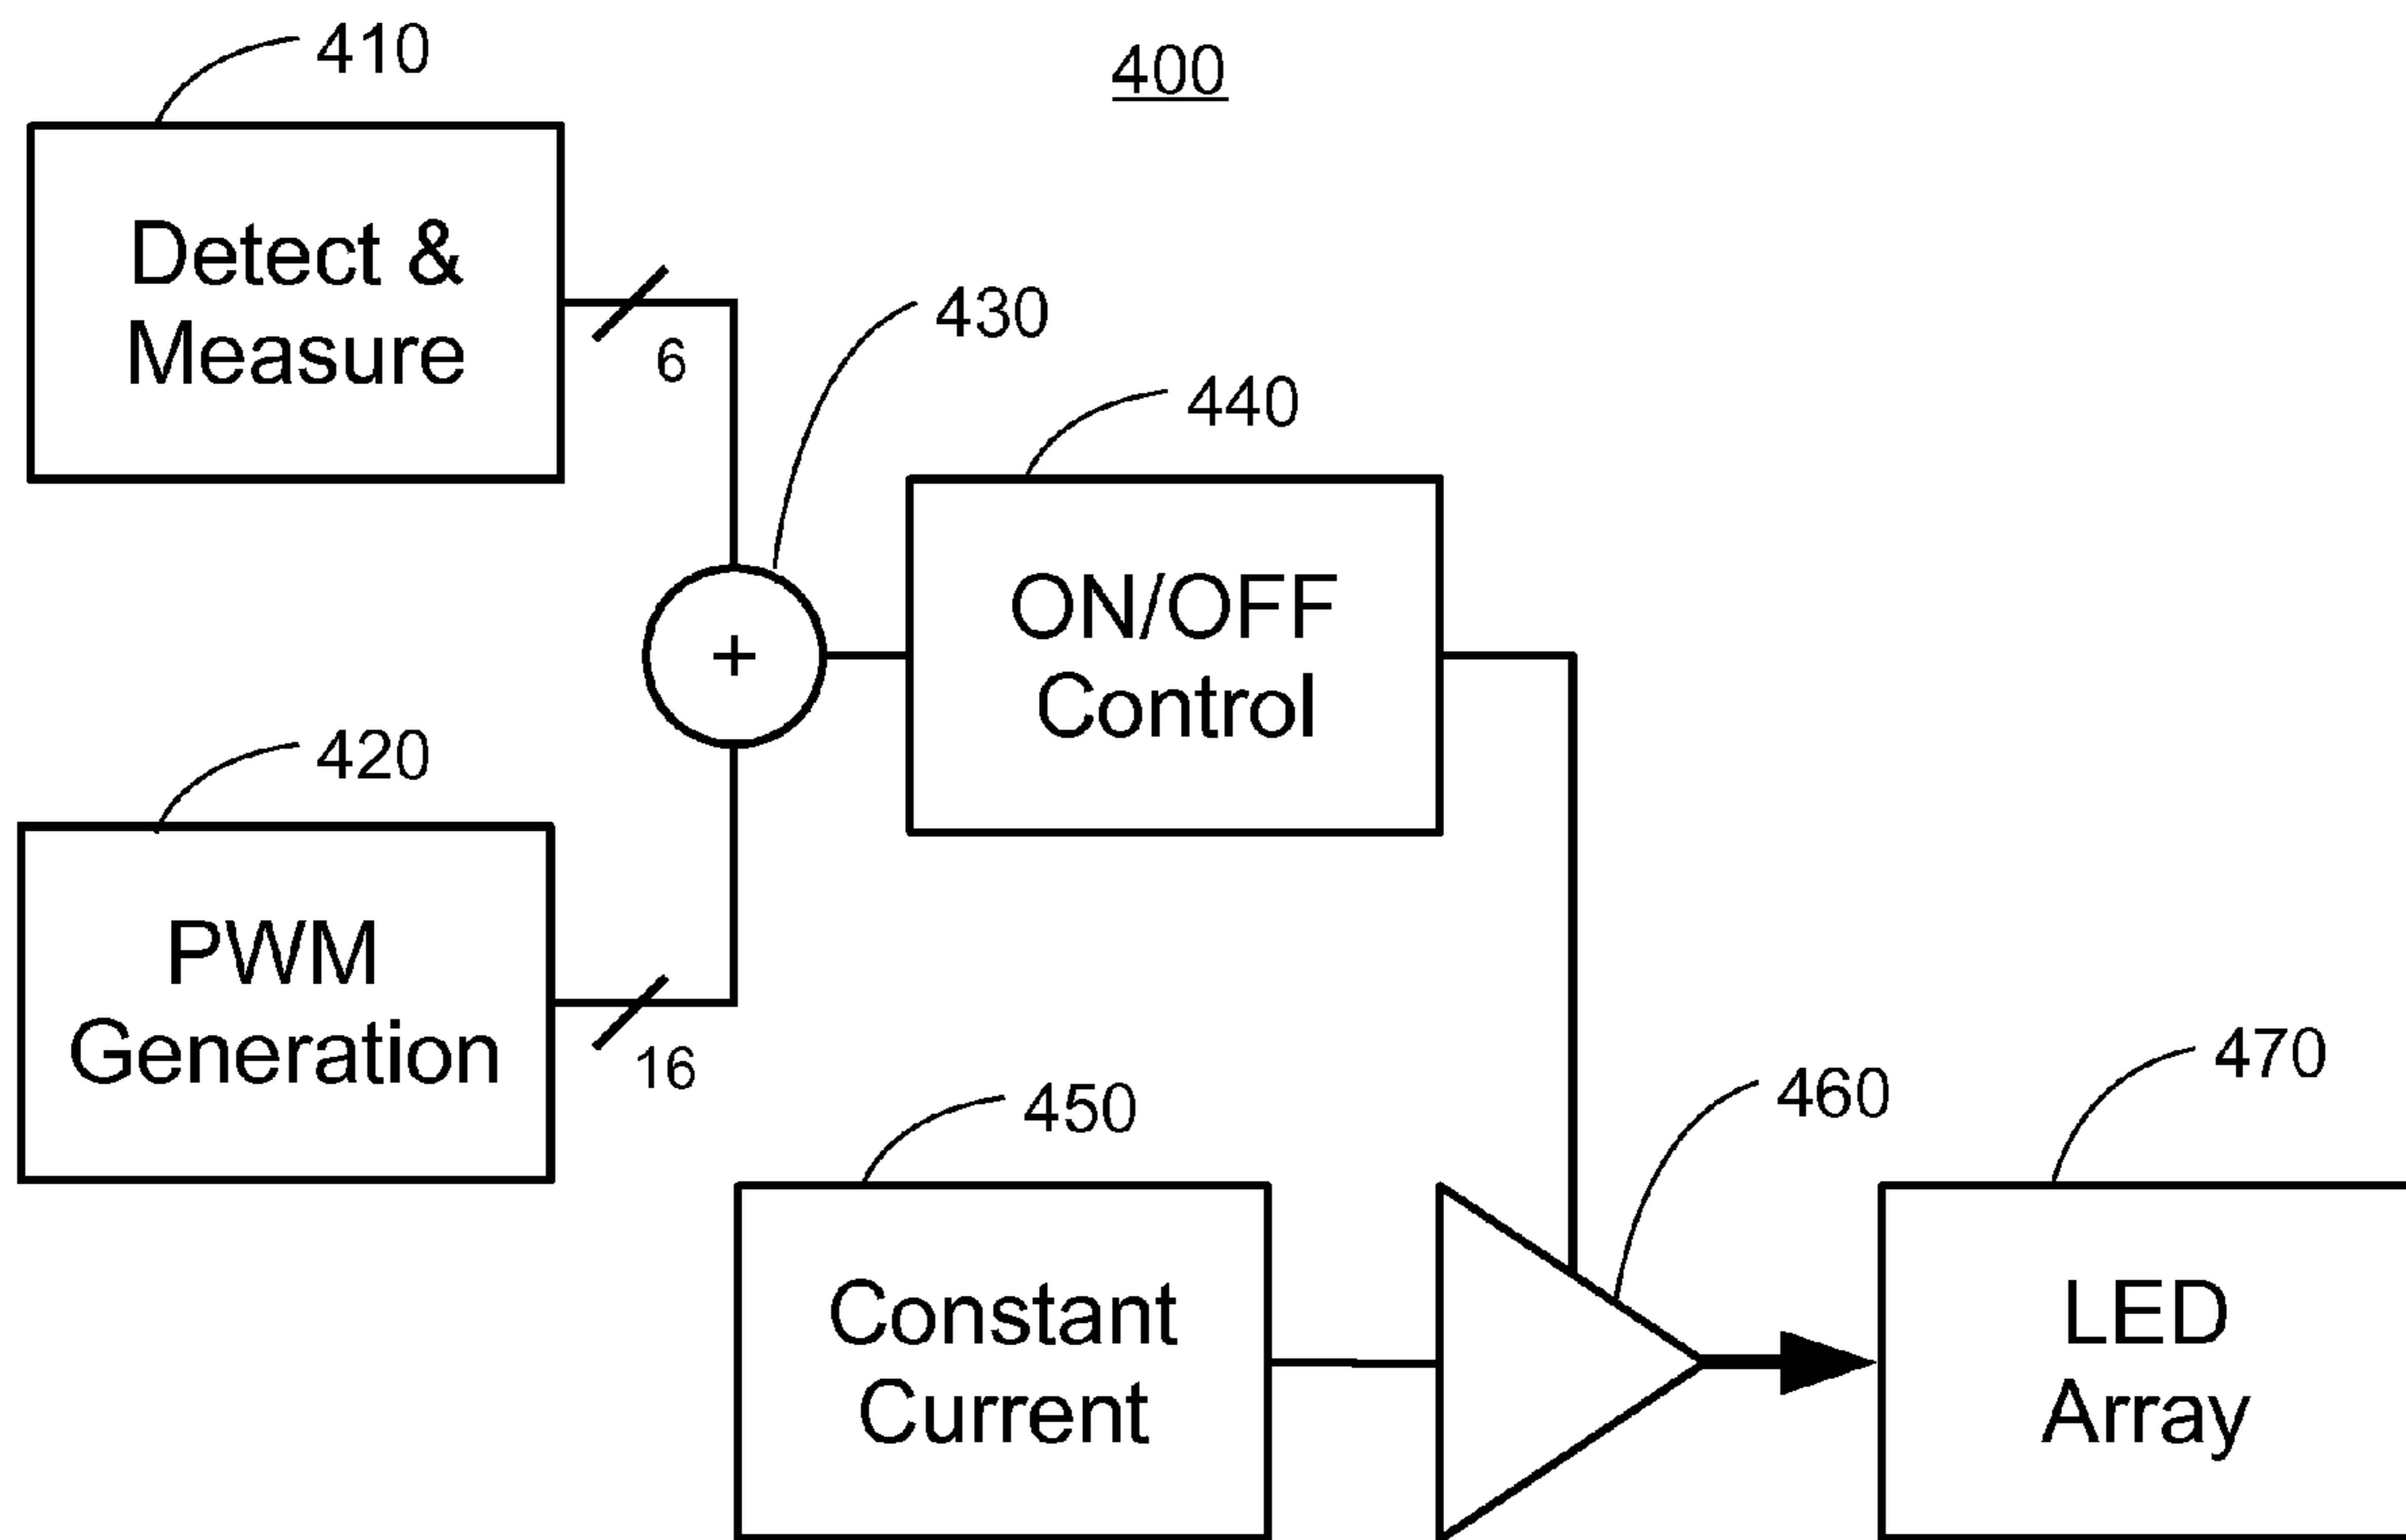 410
400
Detect &
Measure
6
430
440
+
ON/OFF
Control
420
PWM
Generation
16
450
460
470
Constant
Current
LED
Array